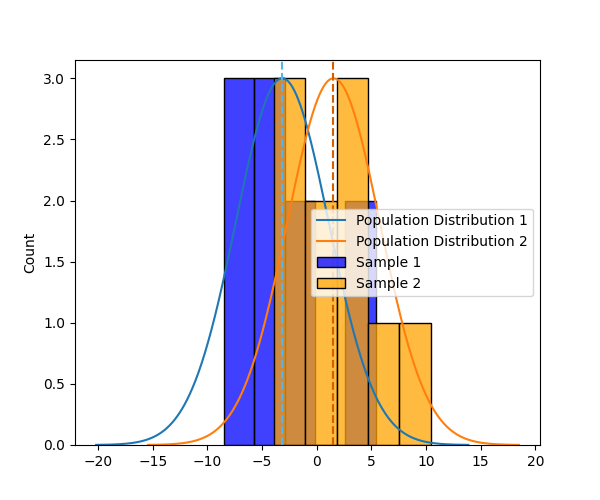 3.0
2.5
2.0
1.5
1.0
0.5
0.0
Count
Population Distribution 1
Population Distribution 2
Sample 1
Sample 2
−20 −15 −10 −5 0 5 10 15 20